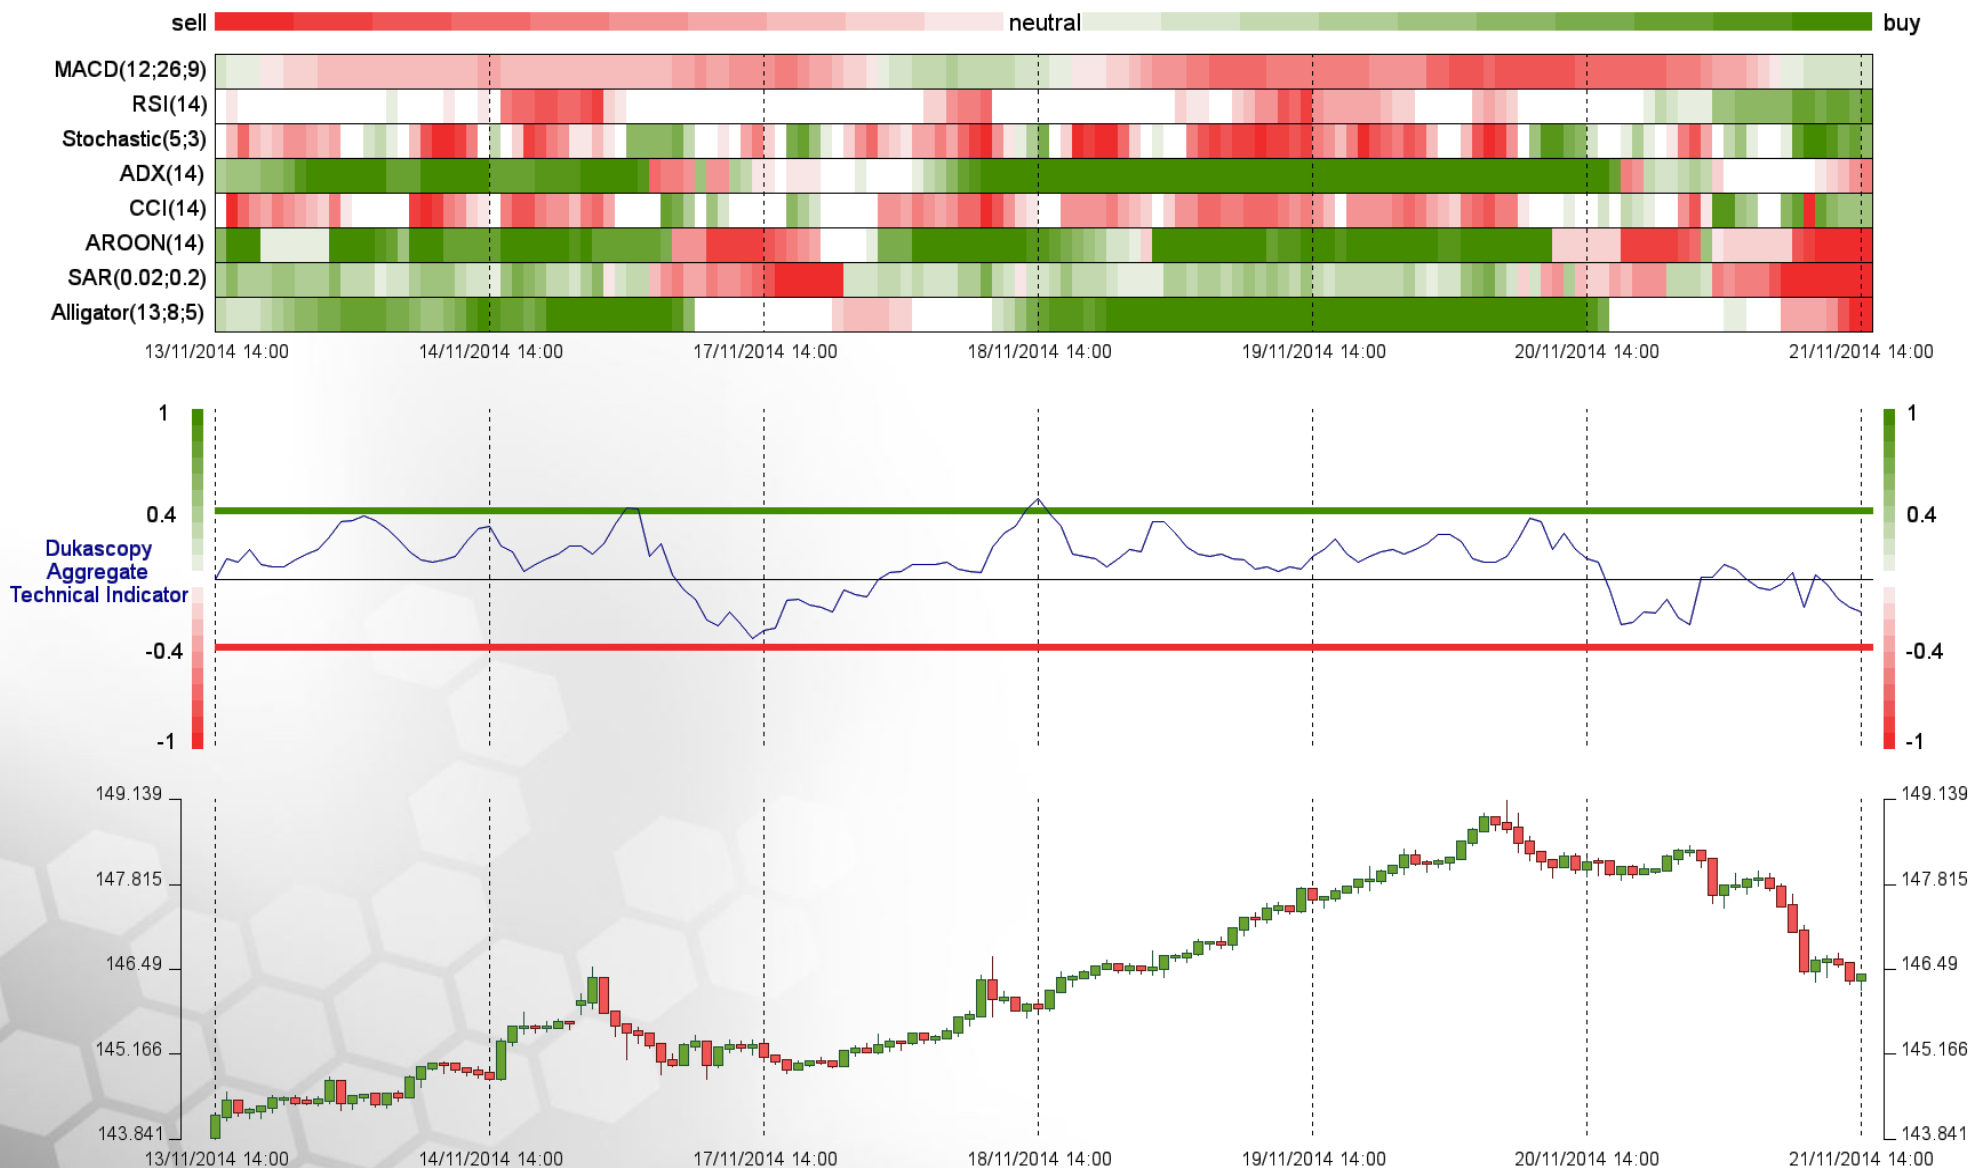 sell neutral buy
MACD(12;26;9)
RSI(14)
Stochastic(5;3)
ADX(14)
CCI(14)
AROON(14)
SAR(0.02;0.2)
Alligator(13;8;5)
13/11/2014 14:00 14/11/2014 14:00 17/11/2014 14:00 18/11/2014 14:00 19/11/2014 14:00 20/11/2014 14:00 21/11/2014 14:00
1 1
0.4 0.4
Dukascopy
Aggregate
Technical Indicator
-0.4 -0.4
-1 -1
149.139 149.139
147.815 147.815
146.49 146.49
145.166 145.166
143.841 143.841
13/11/2014 14:00 14/11/2014 14:00 17/11/2014 14:00 18/11/2014 14:00 19/11/2014 14:00 20/11/2014 14:00 21/11/2014 14:00